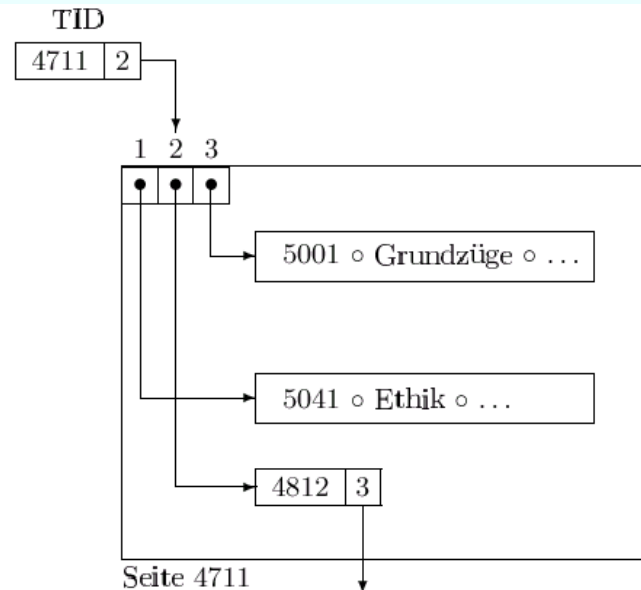 TID
4711 2
1 2 3
5001 ∘ Grundzüge ∘ ...
5041 ∘ Ethik ∘ ...
4812 3
Seite 4711